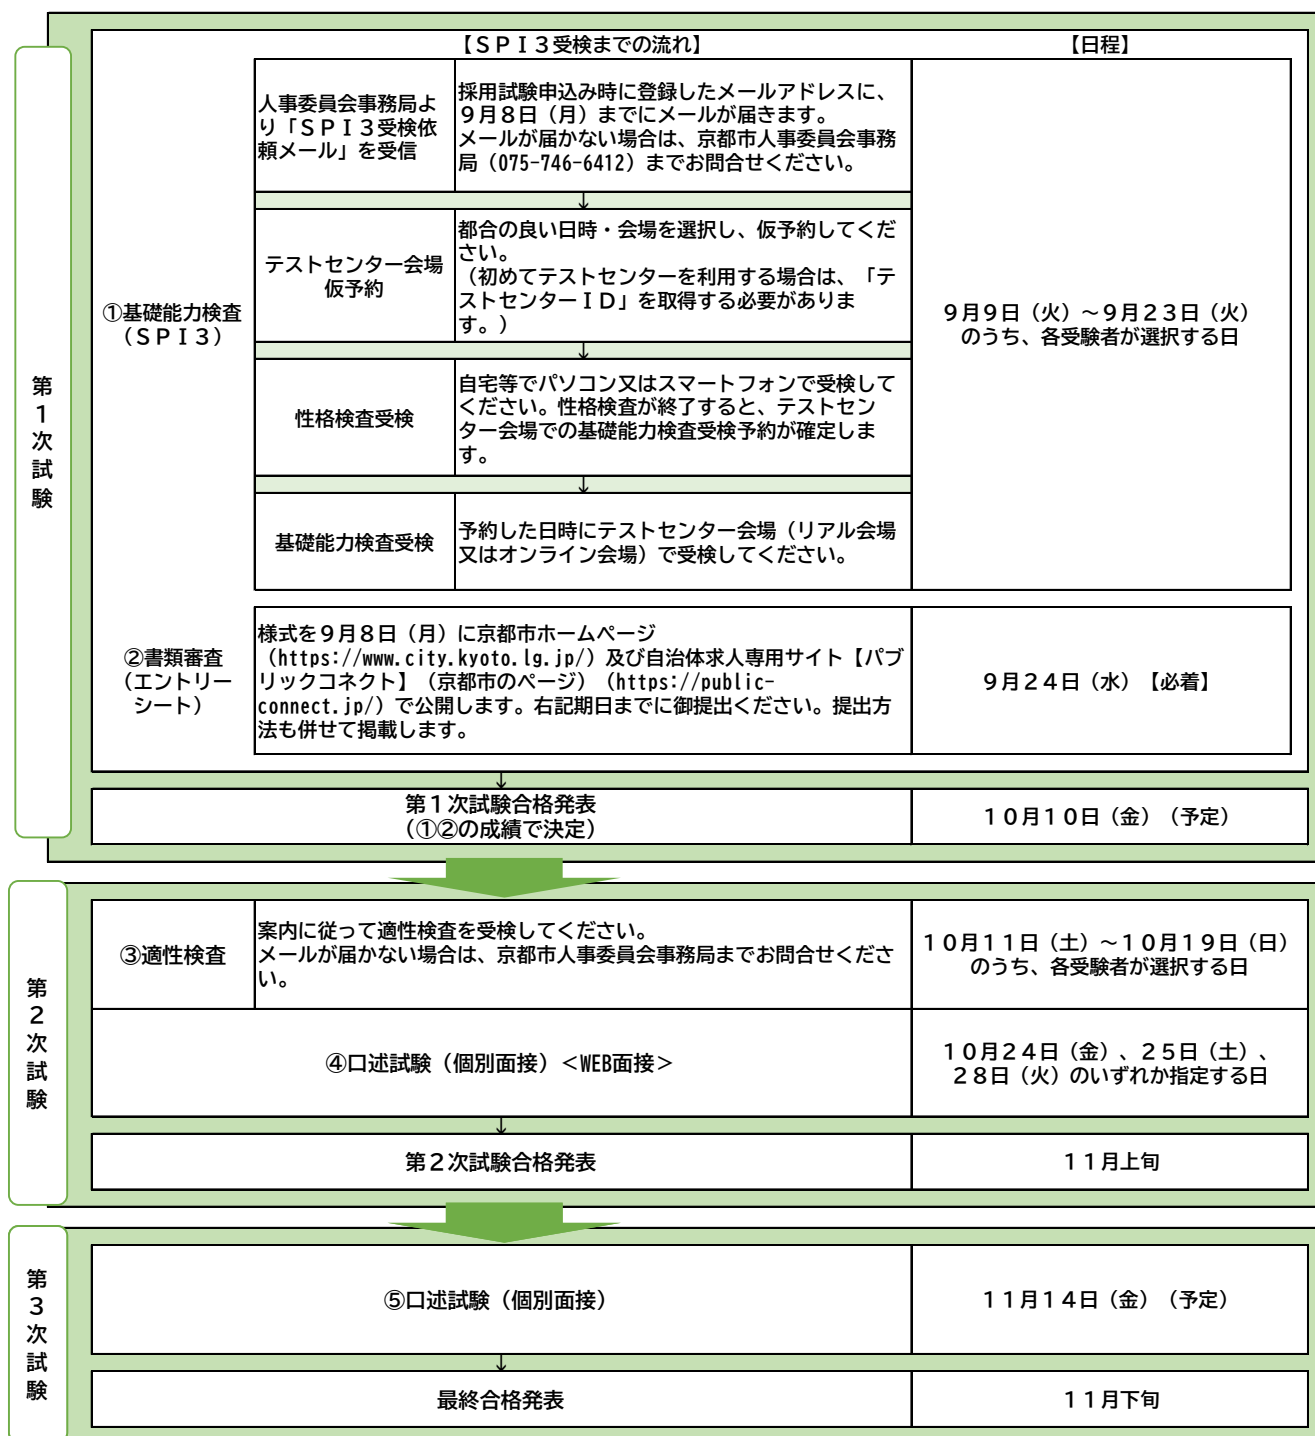 【ＳＰＩ３受検までの流れ】
【日程】
第１次試験
①基礎能力検査
（ＳＰＩ３）
人事委員会事務局よ
り「ＳＰＩ３受検依
頼メール」を受信
採用試験申込み時に登録したメールアドレスに、
９月８日（月）までにメールが届きます。
メールが届かない場合は、京都市人事委員会事務
局（075-746-6412）までお問合せください。
↓
テストセンター会場
仮予約
都合の良い日時・会場を選択し、仮予約してくだ
さい。
（初めてテストセンターを利用する場合は、「テ
ストセンターＩＤ」を取得する必要がありま
す。）
↓
性格検査受検
自宅等でパソコン又はスマートフォンで受検して
ください。性格検査が終了すると、テストセン
ター会場での基礎能力検査受検予約が確定しま
す。
↓
基礎能力検査受検
予約した日時にテストセンター会場（リアル会場
又はオンライン会場）で受検してください。
９月９日（火）～９月２３日（火）
のうち、各受験者が選択する日
②書類審査
（エントリー
シート）
様式を９月８日（月）に京都市ホームページ
（https://www.city.kyoto.lg.jp/）及び自治体求人専用サイト【パブ
リックコネクト】（京都市のページ）（https://public-
connect.jp/）で公開します。右記期日までに御提出ください。提出方
法も併せて掲載します。
９月２４日（水）【必着】
↓
第１次試験合格発表
（①②の成績で決定）
１０月１０日（金）（予定）
第２次試験
③適性検査
案内に従って適性検査を受検してください。
メールが届かない場合は、京都市人事委員会事務局までお問合せくださ
い。
１０月１１日（土）～１０月１９日（日）
のうち、各受験者が選択する日
④口述試験（個別面接）＜WEB面接＞
１０月２４日（金）、２５日（土）、
２８日（火）のいずれか指定する日
↓
第２次試験合格発表
１１月上旬
第３次試験
⑤口述試験（個別面接）
１１月１４日（金）（予定）
↓
最終合格発表
１１月下旬